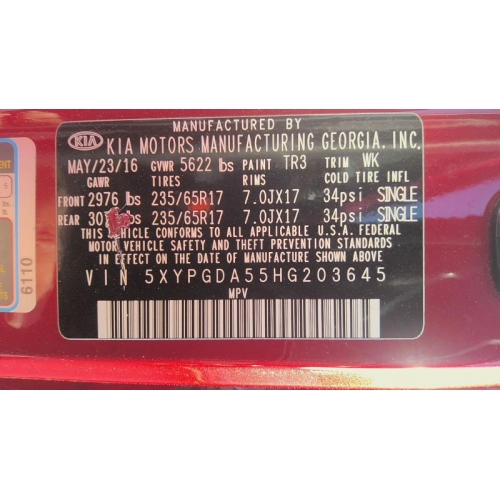 MANUFACTURED BY
KIA KIA MOTORS MANUFACTURING GEORGIA, INC.
MAY/23/16 GVWR 5622 lbs PAINT TR3 TRIM WK
GAWR TIRES RIMS COLD TIRE INFL
FRONT 2976 lbs 235/65R17 7.0JX17 34psi SINGLE
REAR lbs 235/65R17 7.0JX17 34psi SINGLE
THIS VEHICLE CONFORMS TO ALL APPLICABLE U.S.A. FEDERAL
MOTOR VEHICLE SAFETY AND THEFT PREVENTION STANDARDS
IN EFFECT ON THE DATE OF MANUFACTURE SHOWN ABOVE
VIN 5XYPGDA55HG203645
MPV
6110